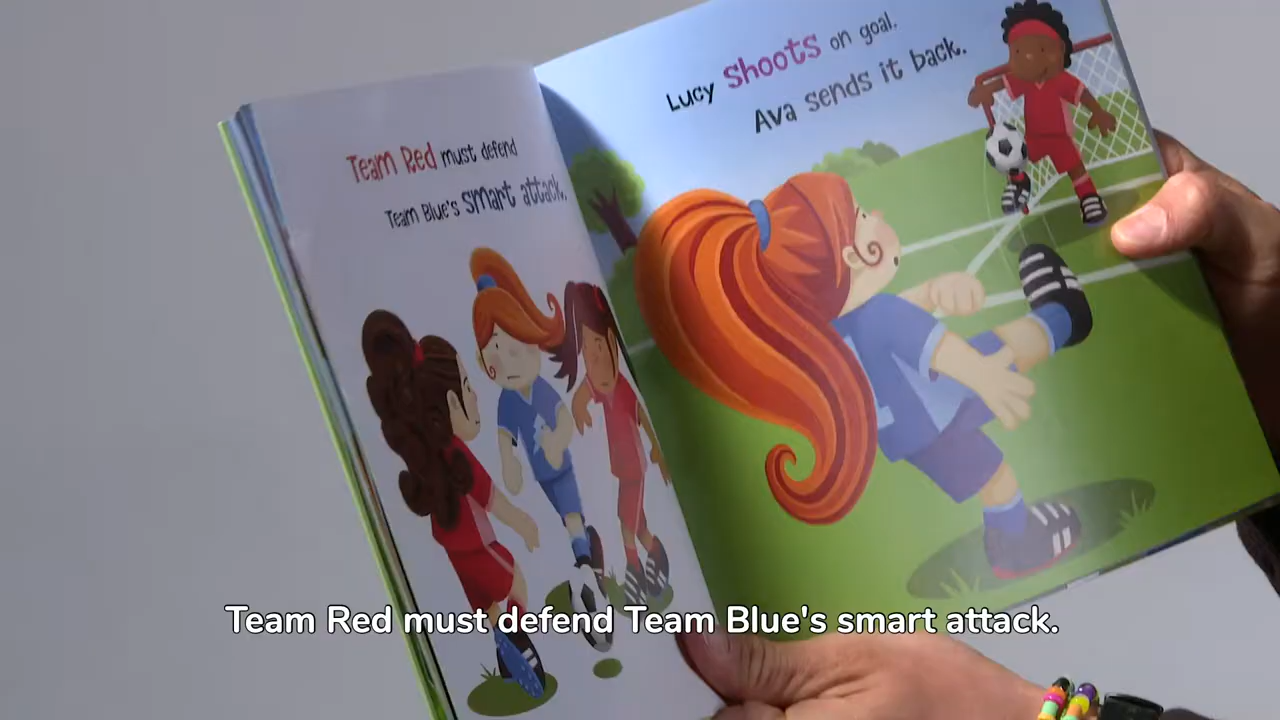 Team Red must defend
Team Blue's smart attack.
Lucy shoots on goal.
Ava sends it back.
Team Red must defend Team Blue's smart attack.